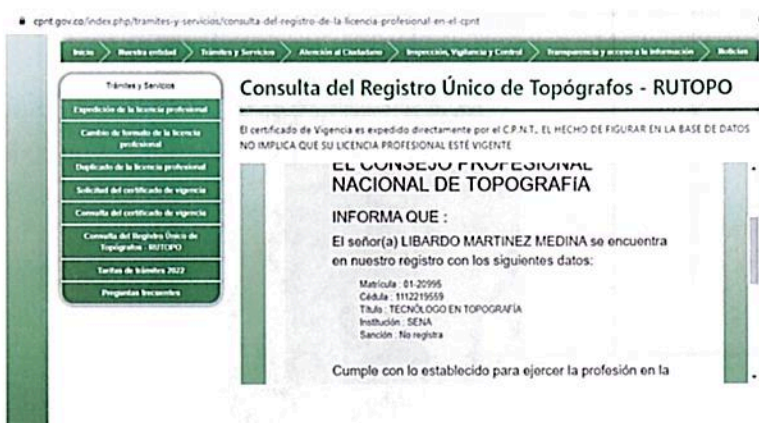 cpnt.gov.co/index.php/tramites-y-servicios/consulta-del-registro-de-la-licencia-profesional-en-el-cpnt
Inicio
Nuestra entidad
Trámites y Servicios
Atención al Ciudadano
Inspección, Vigilancia y Control
Transparencia y acceso a la información
Noticias
Trámites y Servicios
Expedición de la licencia profesional
Cambio de formato de la licencia
profesional
Duplicado de la licencia profesional
Solicitud del certificado de vigencia
Consulta del certificado de vigencia
Consulta del Registro Único de
Topógrafos - RUTOPO
Tarifas de trámites 2022
Preguntas frecuentes
Consulta del Registro Único de Topógrafos - RUTOPO
El certificado de Vigencia es expedido directamente por el C.P.N.T., EL HECHO DE FIGURAR EN LA BASE DE DATOS
NO IMPLICA QUE SU LICENCIA PROFESIONAL ESTÉ VIGENTE
EL CONSEJO PROFESIONAL
NACIONAL DE TOPOGRAFÍA
INFORMA QUE :
El señor(a) LIBARDO MARTINEZ MEDINA se encuentra
en nuestro registro con los siguientes datos:
Matrícula : 01-20995
Cédula : 1112219559
Título : TECNÓLOGO EN TOPOGRAFÍA
Institución : SENA
Sanción : No registra
Cumple con lo establecido para ejercer la profesión en la